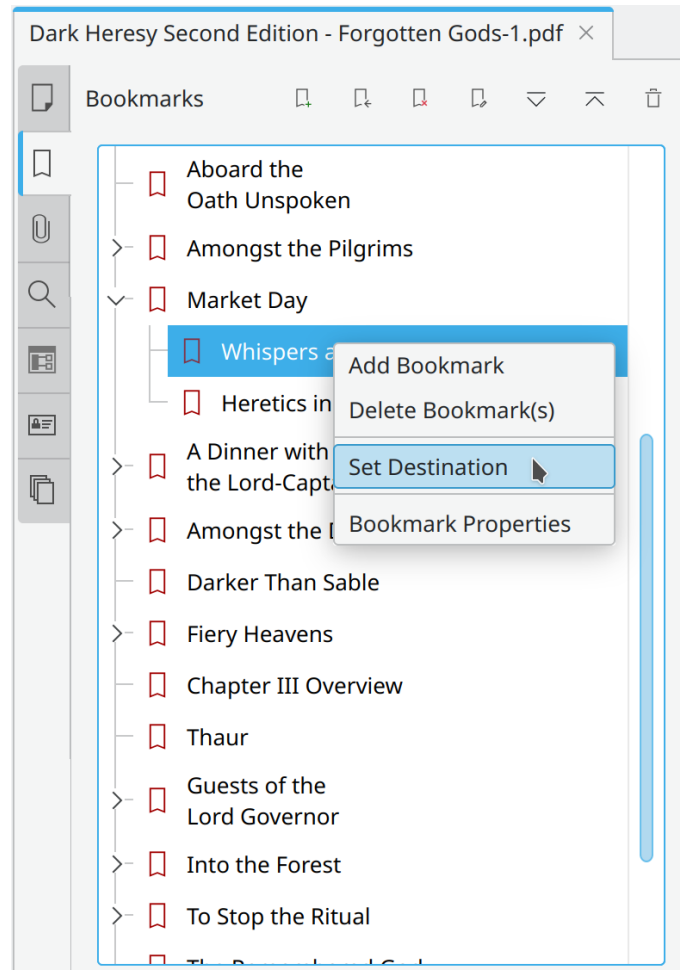 Dark Heresy Second Edition - Forgotten Gods-1.pdf
Bookmarks
Aboard the
Oath Unspoken
Amongst the Pilgrims
Market Day
Whispers a
Add Bookmark
Heretics in
Delete Bookmark(s)
A Dinner with
the Lord-Capta
Set Destination
Amongst the
Bookmark Properties
Darker Than Sable
Fiery Heavens
Chapter III Overview
Thaur
Guests of the
Lord Governor
Into the Forest
To Stop the Ritual